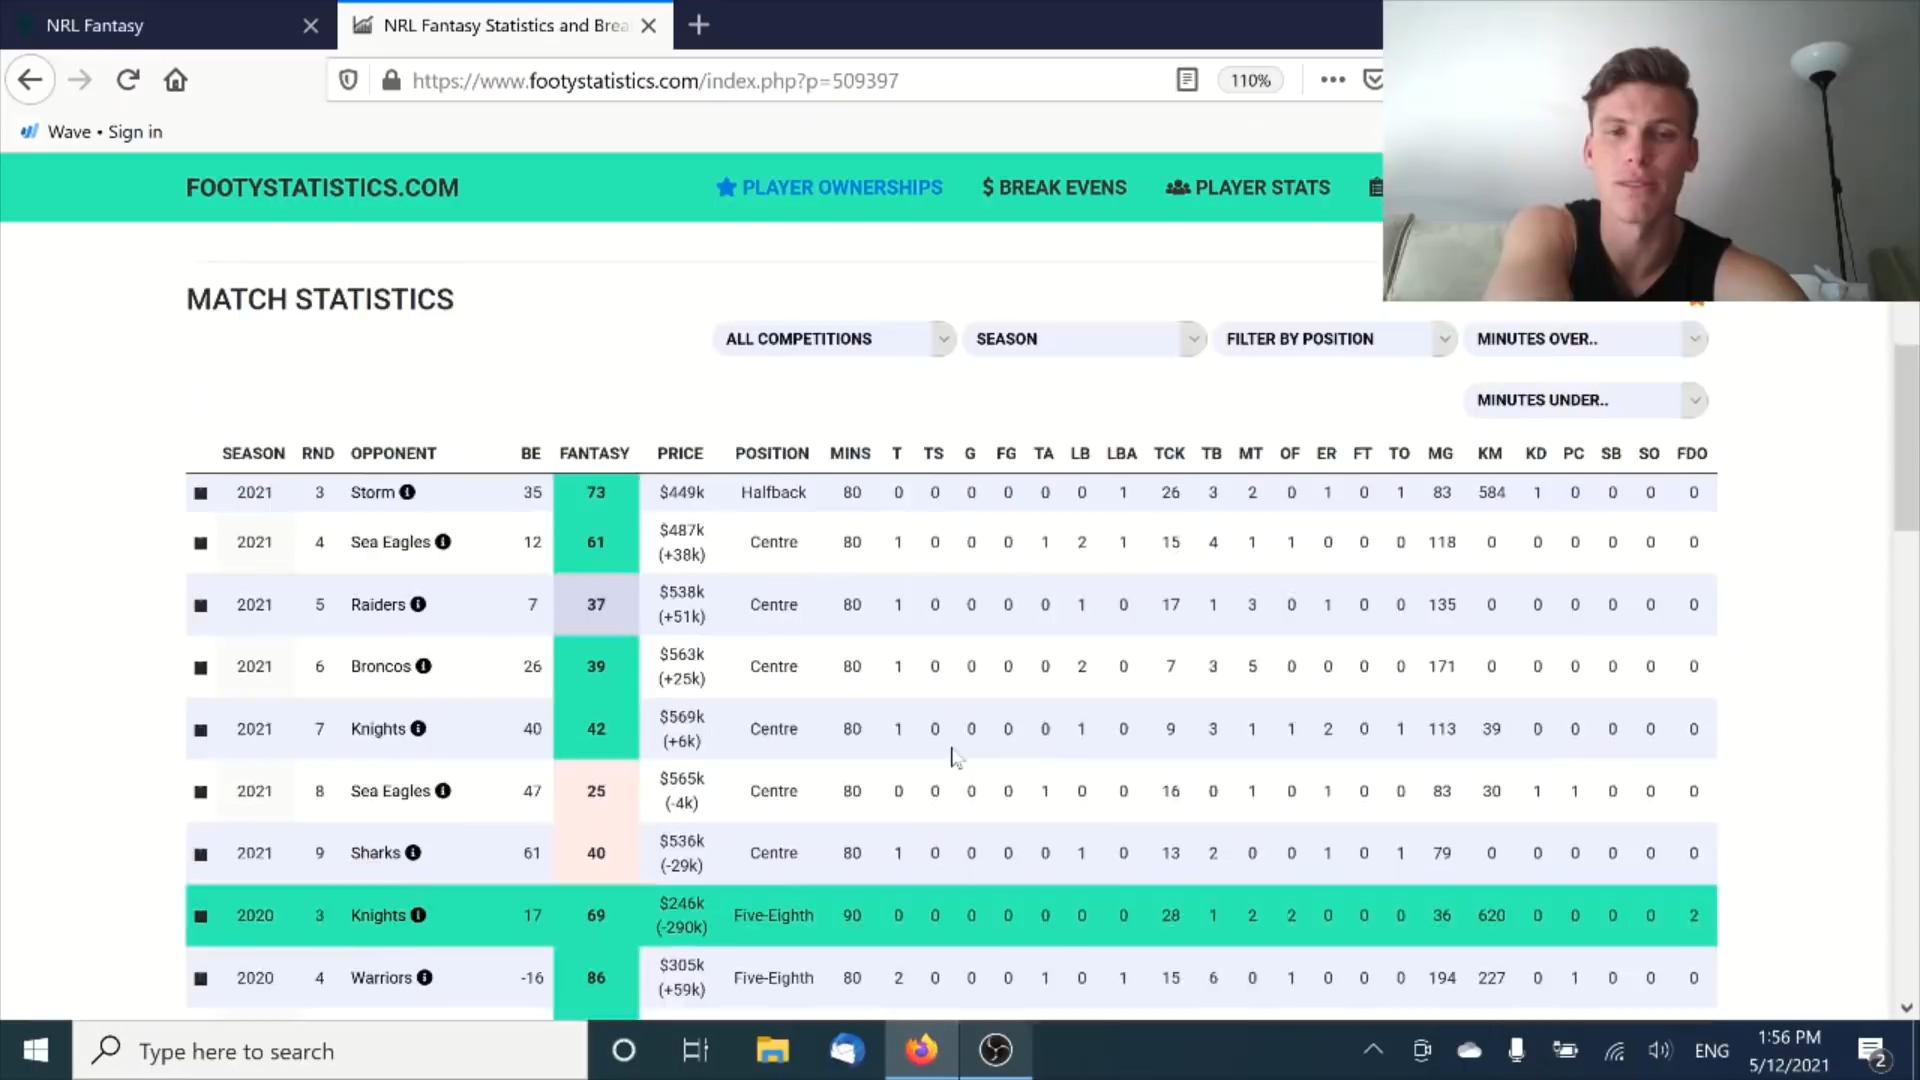 NRL Fantasy
NRL Fantasy Statistics and Brea
https://www.footystatistics.com/index.php?p=509397
110%
Wave • Sign in
FOOTYSTATISTICS.COM
PLAYER OWNERSHIPS
$ BREAK EVENS
PLAYER STATS
MATCH STATISTICS
ALL COMPETITIONS
SEASON
FILTER BY POSITION
MINUTES OVER..
MINUTES UNDER..
SEASON RND OPPONENT BE FANTASY PRICE POSITION MINS T TS G FG TA LB LBA TCK TB MT OF ER FT TO MG KM KD PC SB SO FDO
2021 3 Storm 35 73 $449k Halfback 80 0 0 0 0 0 0 1 26 3 2 0 1 0 1 83 584 1 0 0 0 0
2021 4 Sea Eagles 12 61 $487k (+38k) Centre 80 1 0 0 0 1 2 1 15 4 1 1 0 0 0 118 0 0 0 0 0 0
2021 5 Raiders 7 37 $538k (+51k) Centre 80 1 0 0 0 0 1 0 17 1 3 0 1 0 0 135 0 0 0 0 0 0
2021 6 Broncos 26 39 $563k (+25k) Centre 80 1 0 0 0 0 2 0 7 3 5 0 0 0 0 171 0 0 0 0 0 0
2021 7 Knights 40 42 $569k (+6k) Centre 80 1 0 0 0 0 1 0 9 3 1 1 2 0 1 113 39 0 0 0 0 0
2021 8 Sea Eagles 47 25 $565k (-4k) Centre 80 0 0 0 0 1 0 0 16 0 1 0 1 0 0 83 30 1 1 0 0 0
2021 9 Sharks 61 40 $536k (-29k) Centre 80 1 0 0 0 0 1 0 13 2 0 0 1 0 1 79 0 0 0 0 0 0
2020 3 Knights 17 69 $246k (-290k) Five-Eighth 90 0 0 0 0 0 0 0 28 1 2 2 0 0 0 36 620 0 0 0 0 2
2020 4 Warriors -16 86 $305k (+59k) Five-Eighth 80 2 0 0 0 1 0 1 15 6 0 1 0 0 0 194 227 0 1 0 0 0
Type here to search
ENG
1:56 PM
5/12/2021
2